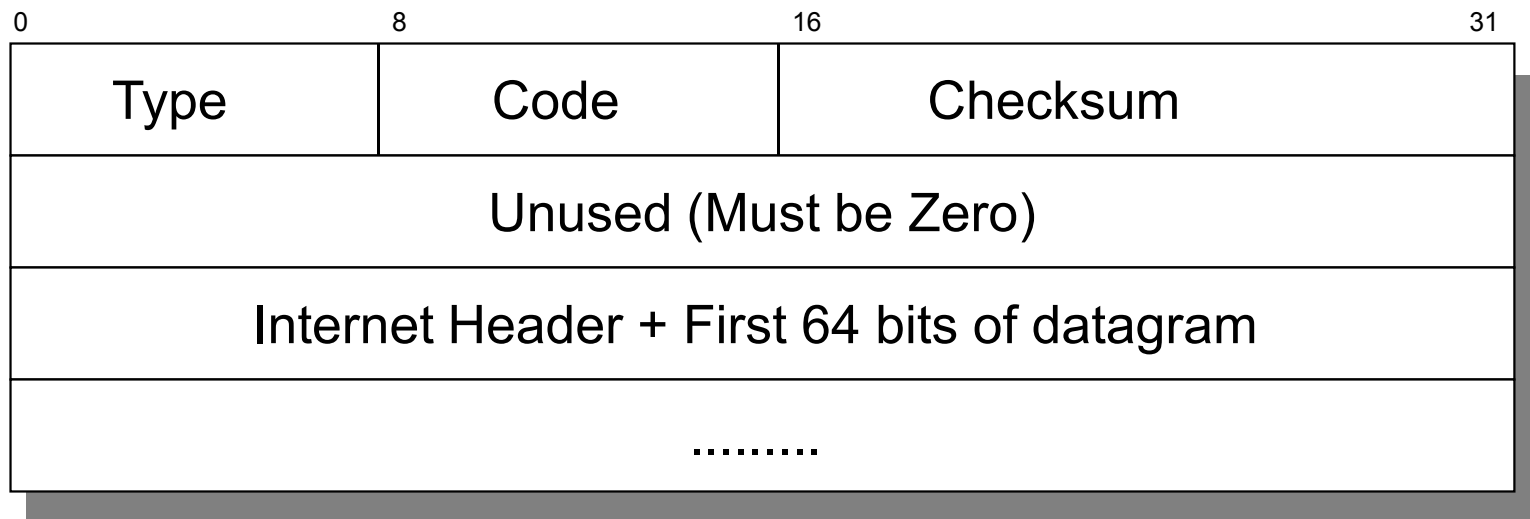 0 8 16 31
Type Code Checksum
Unused (Must be Zero)
Internet Header + First 64 bits of datagram
.........